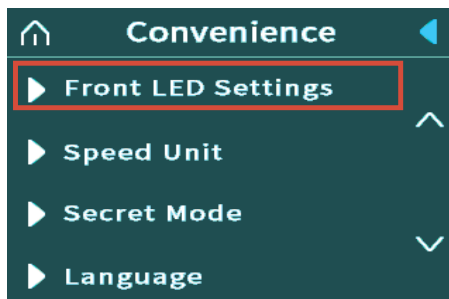 Convenience
Front LED Settings
Speed Unit
Secret Mode
Language